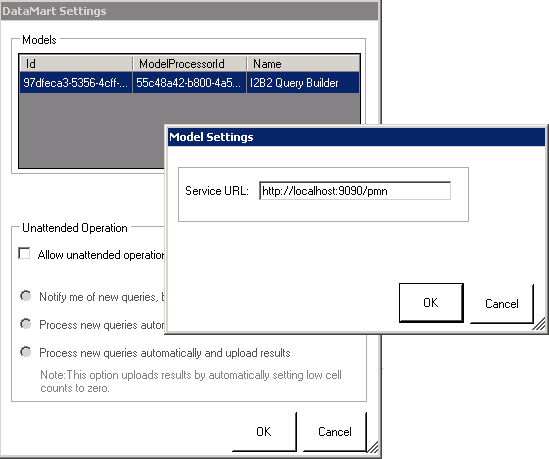 DataMart Settings
Models
Id ModelProcessorId Name
97dfeca3-5356-4cff-... 55c48a42-b800-4a5... I2B2 Query Builder
Model Settings
Service URL: http://localhost:9090/pmn
OK Cancel
Unattended Operation
Allow unattended operation
Notify me of new queries, b
Process new queries auto
Process new queries automatically and upload results
Note:This option uploads results by automatically setting low cell
counts to zero.
OK Cancel